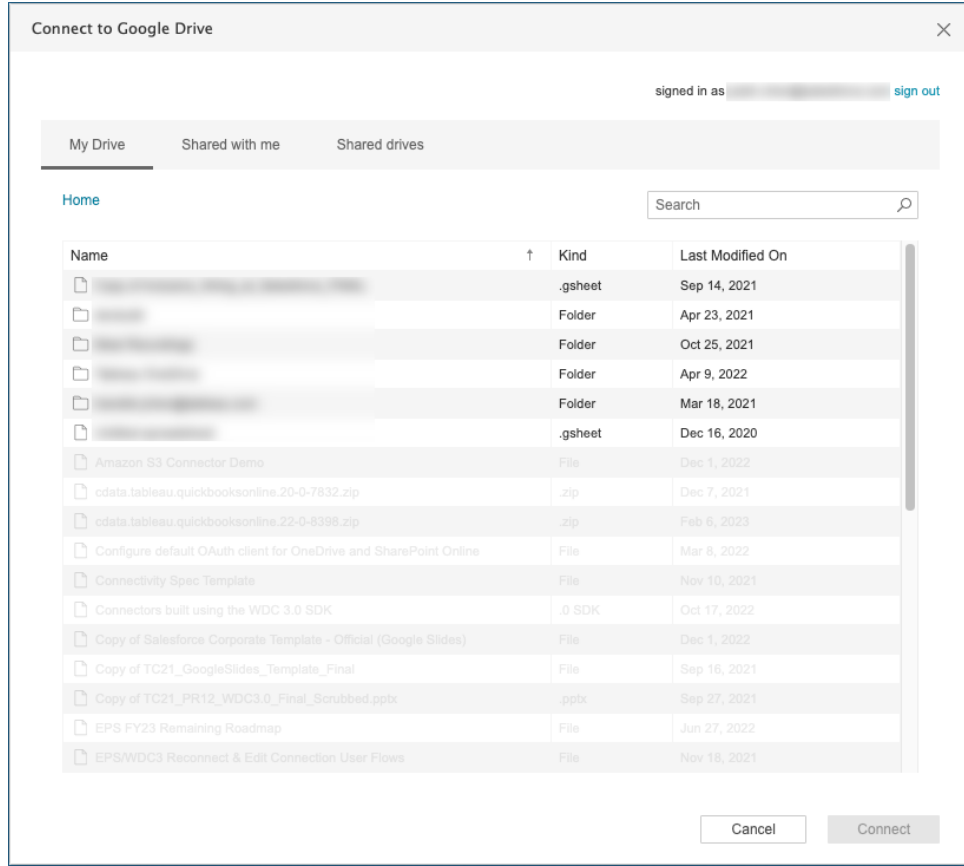 Connect to Google Drive
signed in as sign out
My Drive Shared with me Shared drives
Home Search
Name ↑ Kind Last Modified On
.gsheet Sep 14, 2021
Folder Apr 23, 2021
Folder Oct 25, 2021
Folder Apr 9, 2022
Folder Mar 18, 2021
.gsheet Dec 16, 2020
Amazon S3 Connector Demo File Dec 1, 2022
cdata.tableau.quickbooksonline.20-0-7832.zip .zip Dec 7, 2021
cdata.tableau.quickbooksonline.22-0-8398.zip .zip Feb 6, 2023
Configure default OAuth client for OneDrive and SharePoint Online File Mar 8, 2022
Connectivity Spec Template File Nov 10, 2021
Connectors built using the WDC 3.0 SDK .0 SDK Oct 17, 2022
Copy of Salesforce Corporate Template - Official (Google Slides) File Dec 1, 2022
Copy of TC21_GoogleSlides_Template_Final File Sep 16, 2021
Copy of TC21_PR12_WDC3.0_Final_Scrubbed.pptx .pptx Sep 27, 2021
EPS FY23 Remaining Roadmap File Jun 27, 2022
EPS/WDC3 Reconnect & Edit Connection User Flows File Nov 18, 2021
Cancel Connect